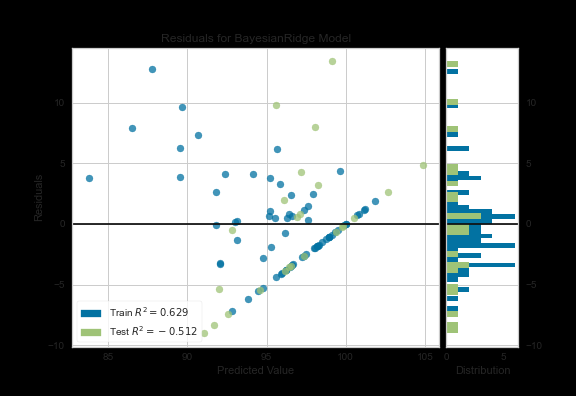 Residuals for BayesianRidge Model
Residuals
10
5
0
−5
−10
Train R² = 0.629
Test R² = −0.512
85
90
95
100
105
Predicted Value
10
5
0
−5
−10
0
5
Distribution